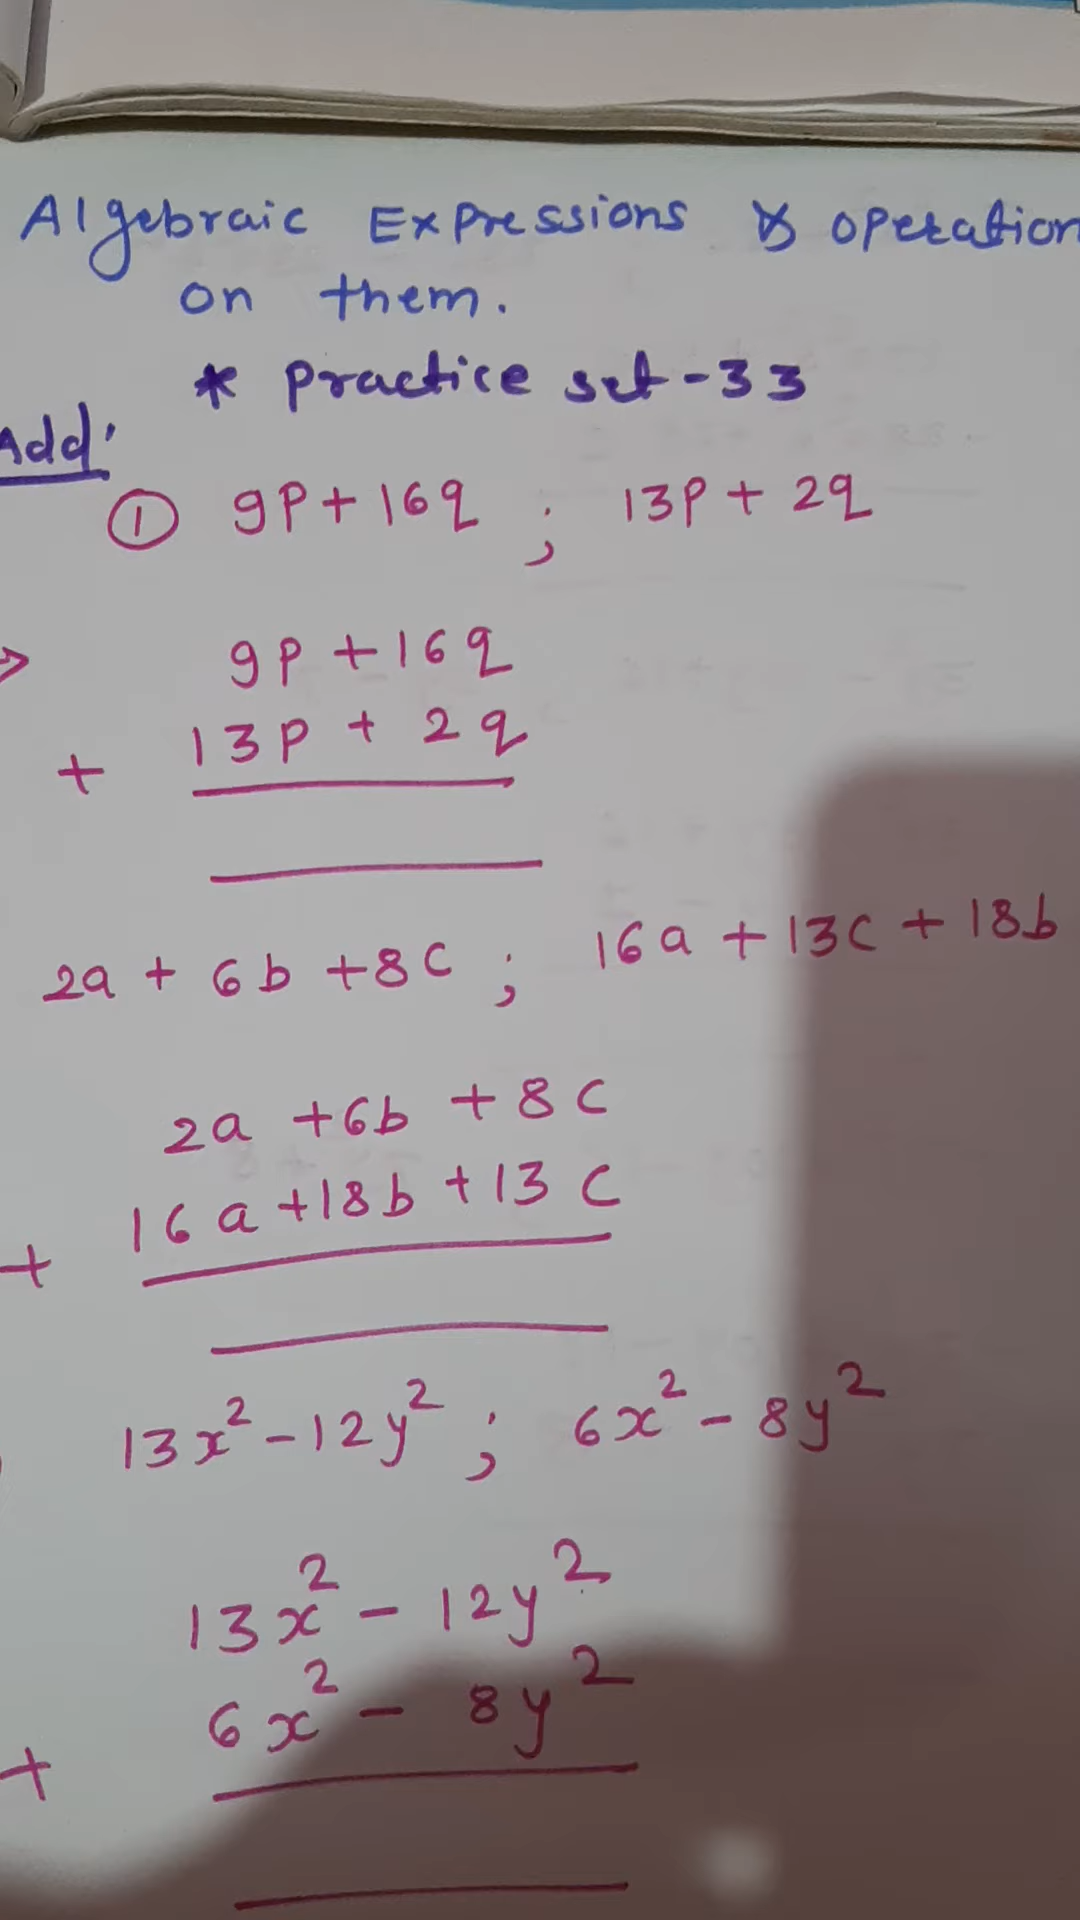 Algebraic Expressions & operation
on them.
* Practice set-33
Add:
① 9p+16q ; 13p+2q
9p+16q
+ 13p+2q
2a+6b+8c ; 16a+13c+18b
2a+6b+8c
+ 16a+18b+13c
13x²-12y² ; 6x²-8y²
13x²-12y²
+ 6x²-8y²